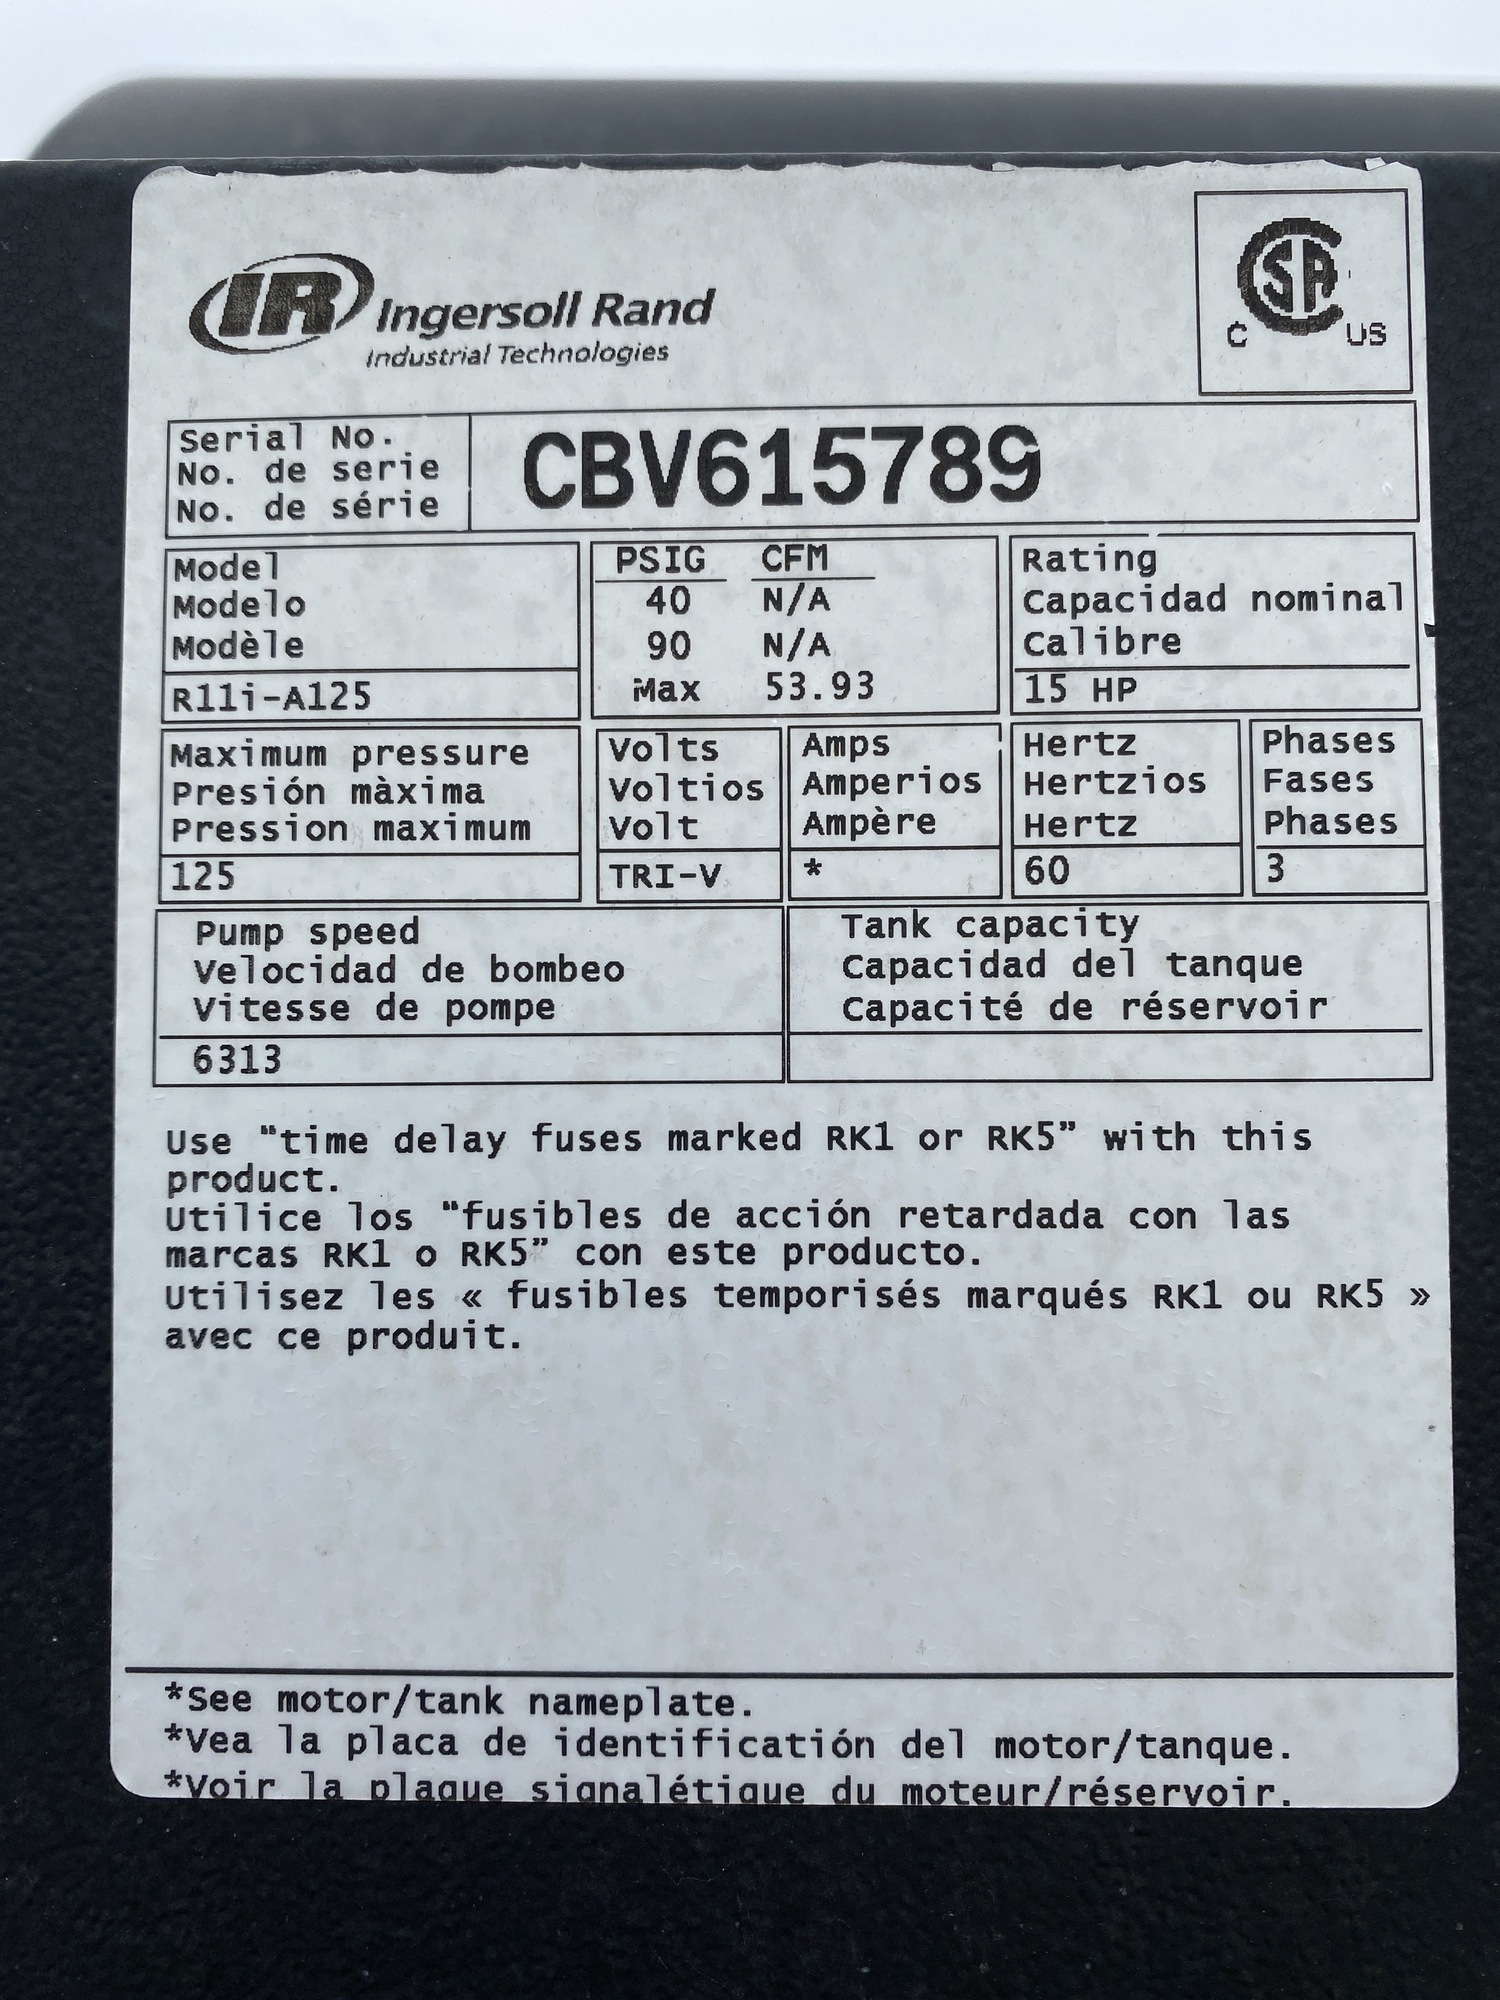 IR Ingersoll Rand
Industrial Technologies
CSA
C US
Serial No.
No. de serie
No. de série
CBV615789
Model
Modelo
Modèle
R11i-A125
PSIG CFM
40 N/A
90 N/A
Max 53.93
Rating
Capacidad nominal
Calibre
15 HP
Maximum pressure
Presión màxima
Pression maximum
125
Volts
Voltios
Volt
TRI-V
Amps
Amperios
Ampère
*
Hertz
Hertzios
Hertz
60
Phases
Fases
Phases
3
Pump speed
Velocidad de bombeo
Vitesse de pompe
6313
Tank capacity
Capacidad del tanque
Capacité de réservoir
Use "time delay fuses marked RK1 or RK5" with this
product.
Utilice los "fusibles de acción retardada con las
marcas RK1 o RK5" con este producto.
Utilisez les « fusibles temporisés marqués RK1 ou RK5 »
avec ce produit.
*See motor/tank nameplate.
*Vea la placa de identificación del motor/tanque.
*Voir la plaque signalétique du moteur/réservoir.